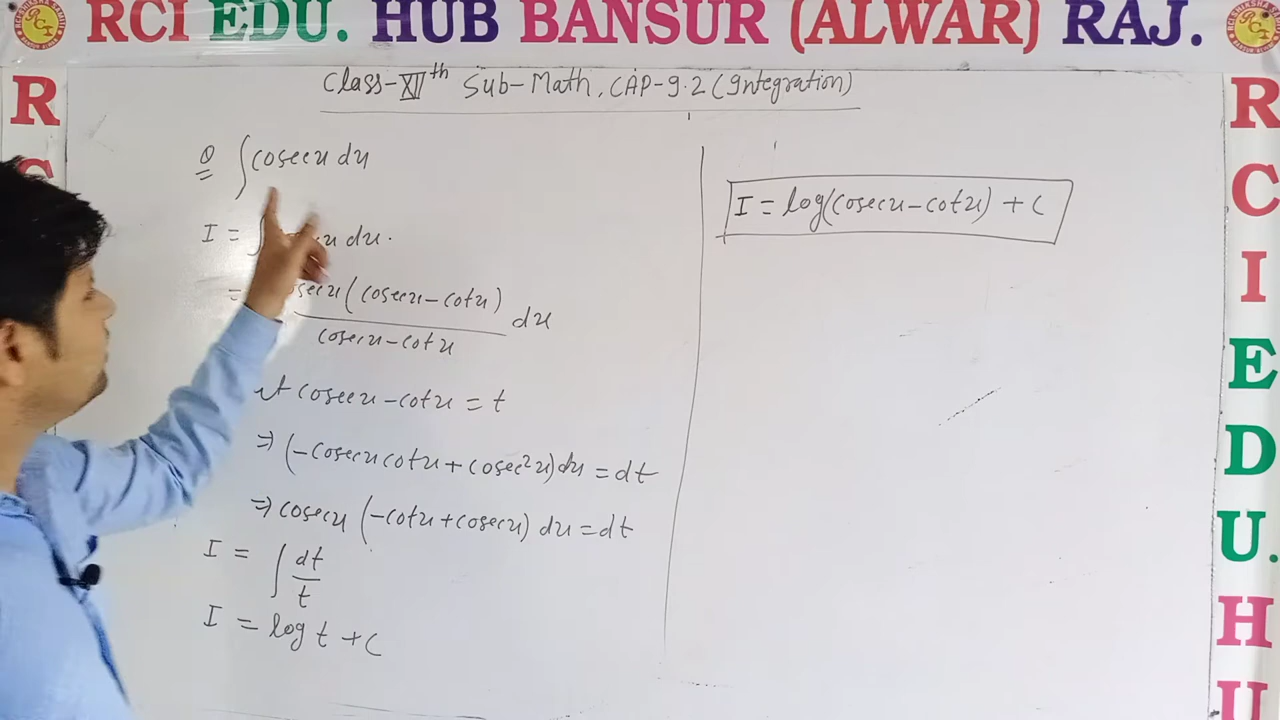 RCI EDU. HUB BANSUR (ALWAR) RAJ.
Class-XIIth Sub-Math, CAP-9.2 (Integration)
Q ∫cosecx dx
I = ∫ x dx.
= cosecx (cosecx-cotx) / cosecx-cotx dx
cosecx-cotx = t
⇒ (-cosecx cotx + cosec²x) dx = dt
⇒ cosecx (-cotx + cosecx) dx = dt
I = ∫ dt/t
I = log t + C
I = log(cosecx-cotx) + C
R
R
C
I
E
D
U.
H
U